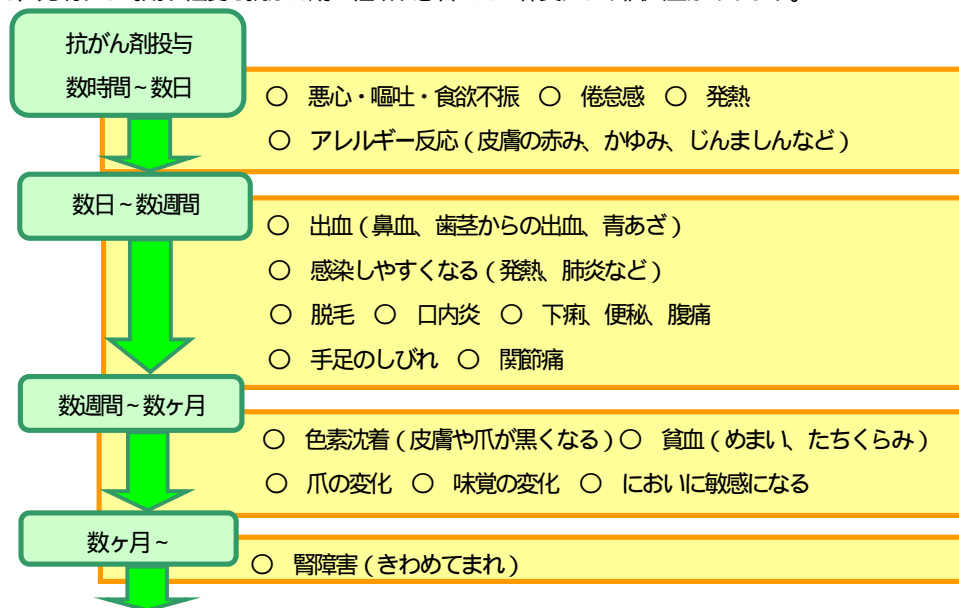 抗がん剤投与
数時間~数日
○ 悪心・嘔吐・食欲不振 ○ 倦怠感 ○ 発熱
○ アレルギー反応(皮膚の赤み、かゆみ、じんましんなど)
数日~数週間
○ 出血(鼻血、歯茎からの出血、青あざ)
○ 感染しやすくなる(発熱、肺炎など)
○ 脱毛 ○ 口内炎 ○ 下痢、便秘、腹痛
○ 手足のしびれ ○ 関節痛
数週間~数ヶ月
○ 色素沈着(皮膚や爪が黒くなる)○ 貧血(めまい、たちくらみ)
○ 爪の変化 ○ 味覚の変化 ○ においに敏感になる
数ヶ月~
○ 腎障害(きわめてまれ)